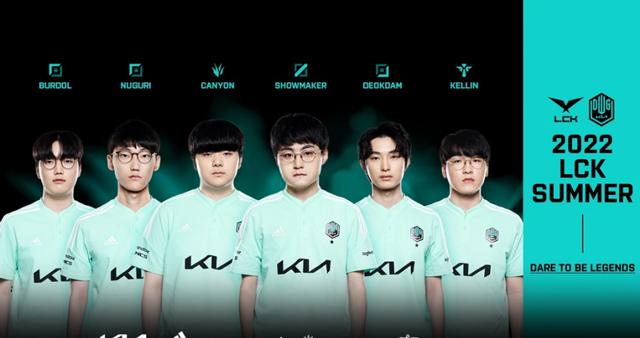 BURDOL
NUGURI
CANYON
SHOWMAKER
DEOKDAM
KELLIN
LCK
DWG
2022
LCK
SUMMER
DARE TO BE LEGENDS
adidas
KIA
KIA
KIA
KIA
KIA
KIA